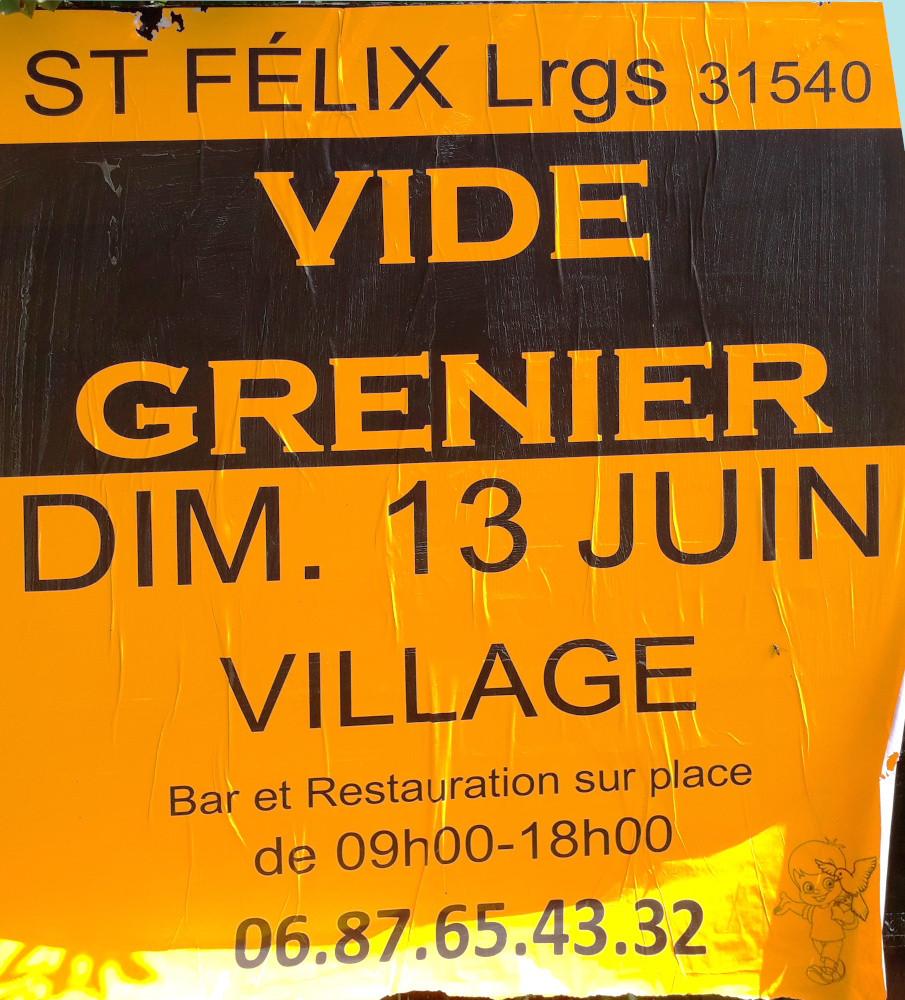 ST FÉLIX Lrgs 31540
VIDE
GRENIER
DIM. 13 JUIN
VILLAGE
Bar et Restauration sur place
de 09h00-18h00
06.87.65.43.32